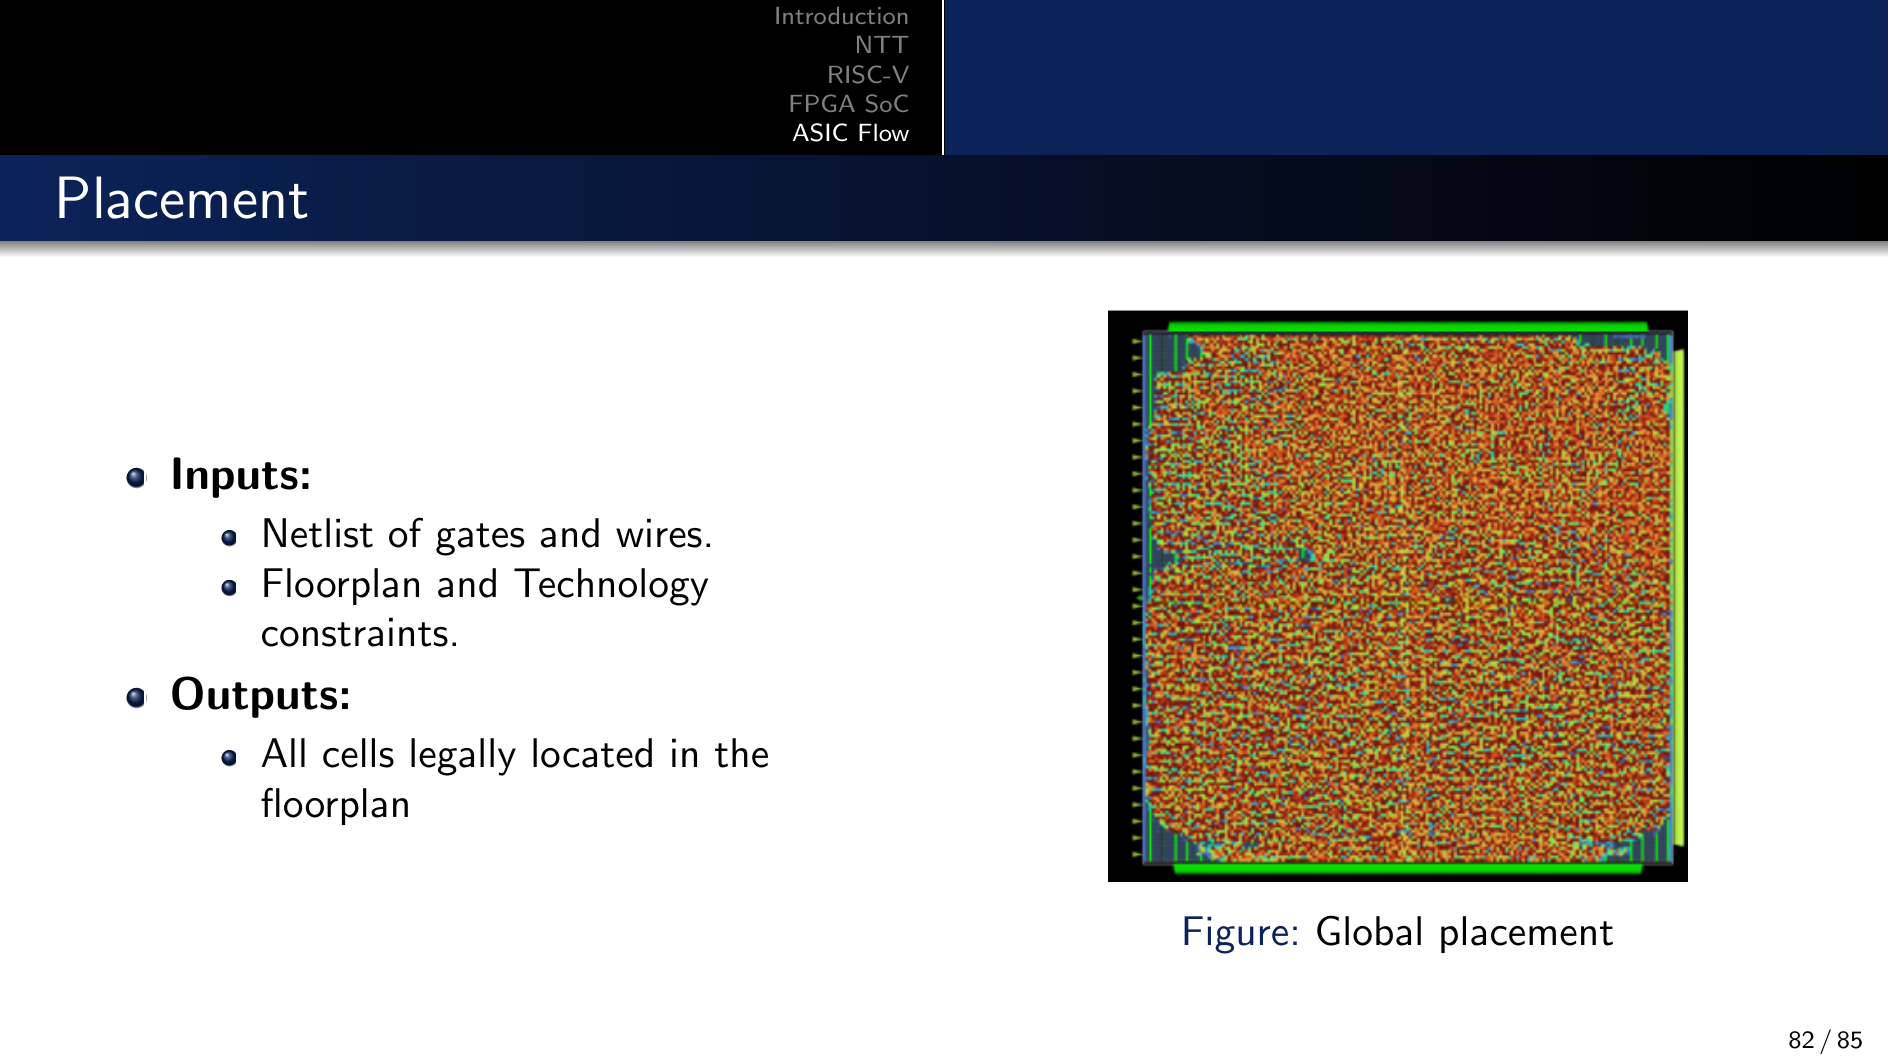 Introduction
NTT
RISC-V
FPGA SoC
ASIC Flow
Placement
Inputs:
Netlist of gates and wires.
Floorplan and Technology
constraints.
Outputs:
All cells legally located in the
floorplan
Figure: Global placement
82 / 85